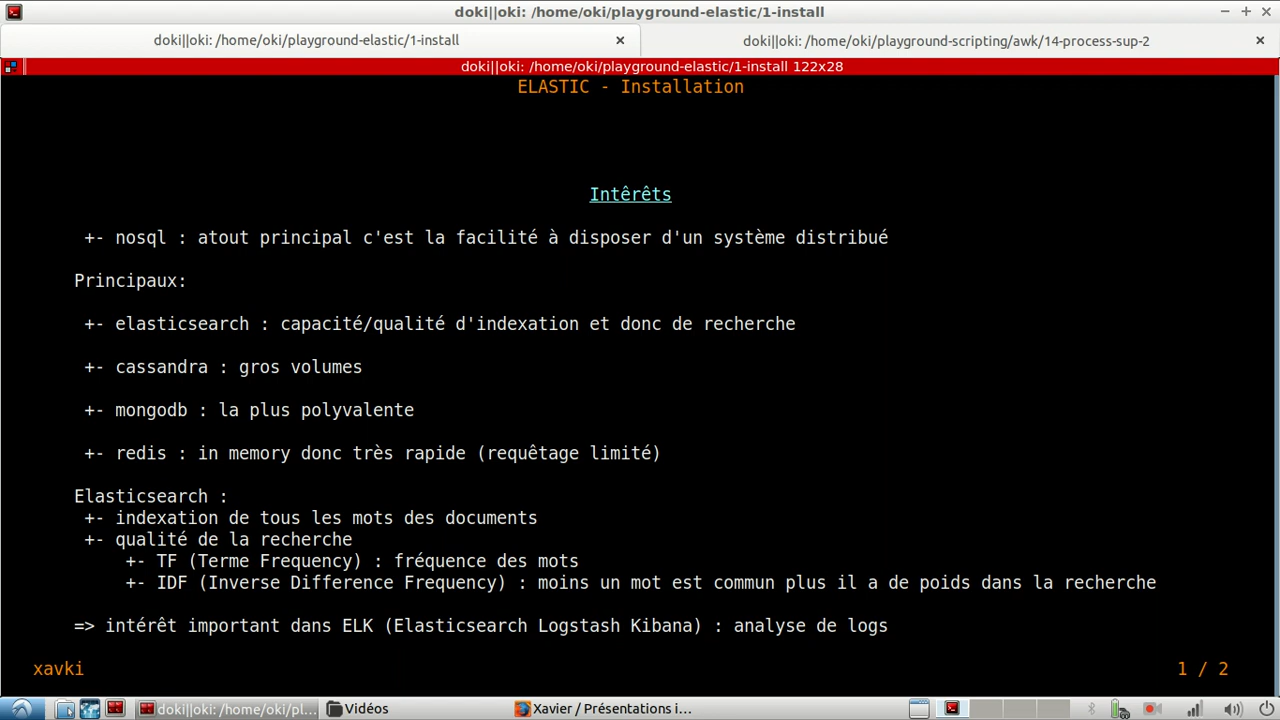 doki||oki: /home/oki/playground-elastic/1-install
doki||oki: /home/oki/playground-elastic/1-install
doki||oki: /home/oki/playground-scripting/awk/14-process-sup-2
doki||oki: /home/oki/playground-elastic/1-install 122x28
ELASTIC - Installation
Intêrêts
+- nosql : atout principal c'est la facilité à disposer d'un système distribué
Principaux:
+- elasticsearch : capacité/qualité d'indexation et donc de recherche
+- cassandra : gros volumes
+- mongodb : la plus polyvalente
+- redis : in memory donc très rapide (requêtage limité)
Elasticsearch :
+- indexation de tous les mots des documents
+- qualité de la recherche
+- TF (Terme Frequency) : fréquence des mots
+- IDF (Inverse Difference Frequency) : moins un mot est commun plus il a de poids dans la recherche
=> intérêt important dans ELK (Elasticsearch Logstash Kibana) : analyse de logs
xavki
1 / 2
doki||oki: /home/oki/pl...
Vidéos
Xavier / Présentations i...